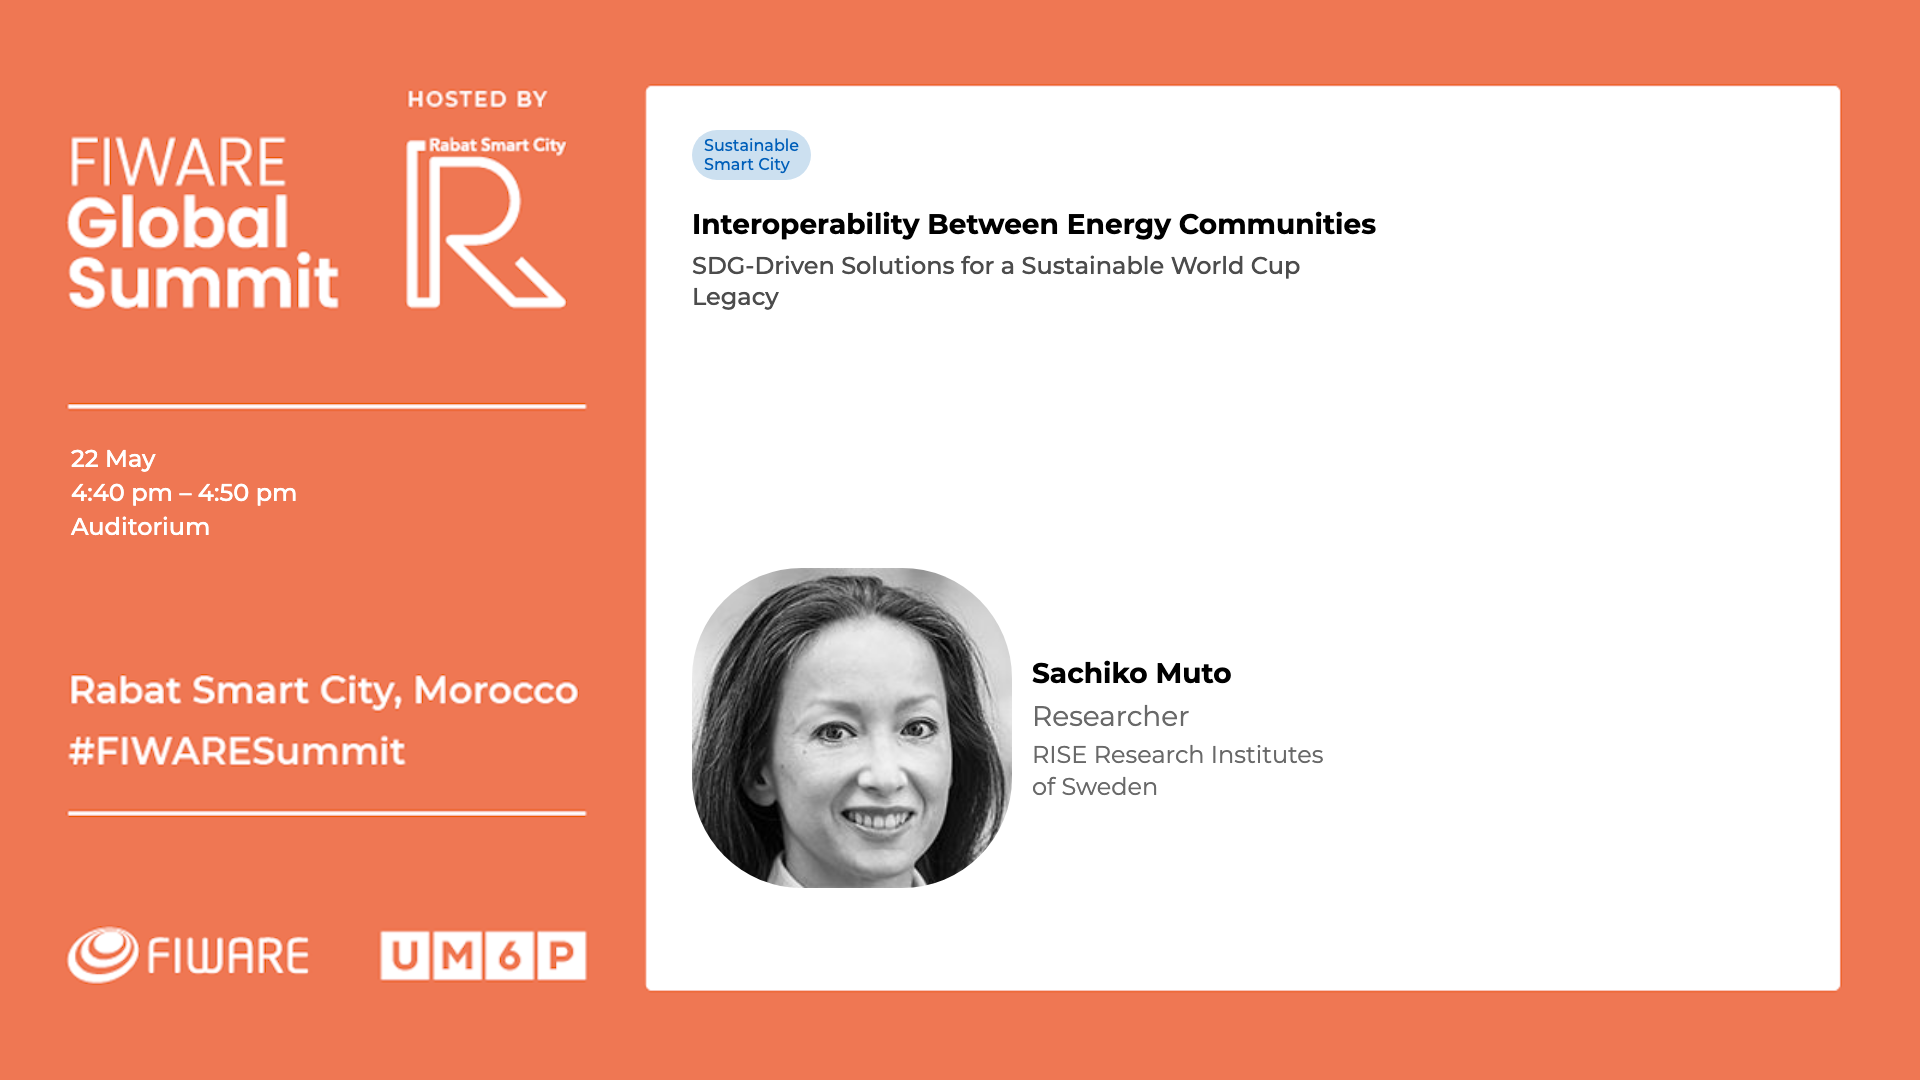 HOSTED BY
FIWARE
Global
Summit
Rabat Smart City
R
22 May
4:40 pm – 4:50 pm
Auditorium
Rabat Smart City, Morocco
#FIWARESummit
FIWARE
UM6P
Sustainable
Smart City
Interoperability Between Energy Communities
SDG-Driven Solutions for a Sustainable World Cup
Legacy
Sachiko Muto
Researcher
RISE Research Institutes
of Sweden